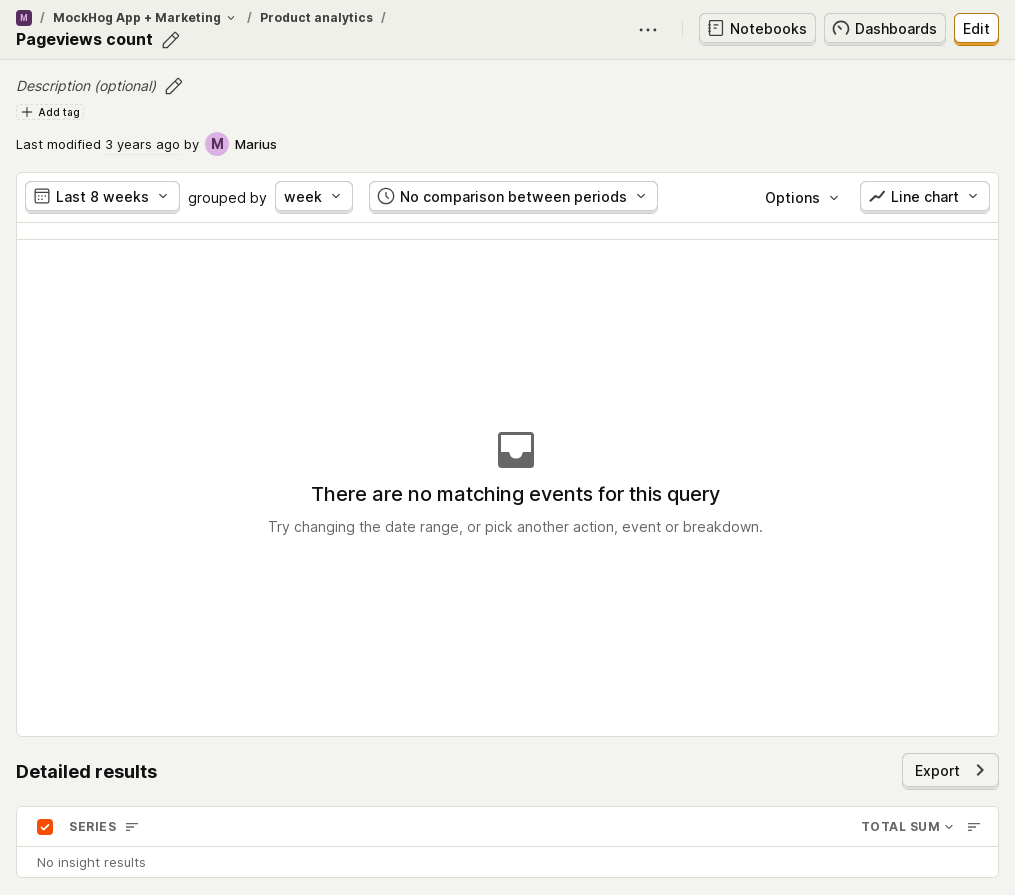 M / MockHog App + Marketing / Product analytics /
Pageviews count
Notebooks Dashboards Edit
Description (optional)
Add tag
Last modified 3 years ago by M Marius
Last 8 weeks grouped by week No comparison between periods Options Line chart
There are no matching events for this query
Try changing the date range, or pick another action, event or breakdown.
Detailed results
Export
SERIES TOTAL SUM
No insight results